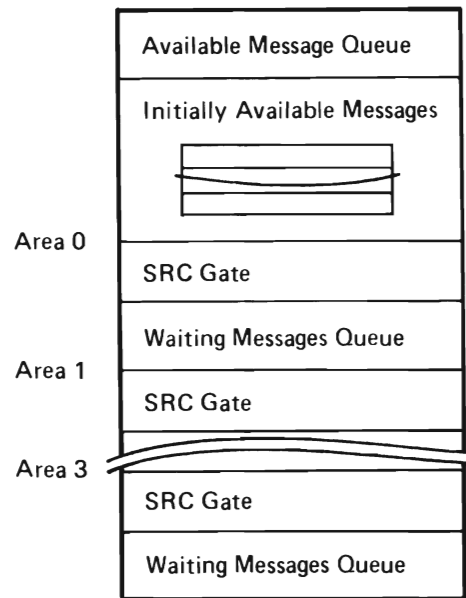 Available Message Queue
Initially Available Messages
Area 0
SRC Gate
Waiting Messages Queue
Area 1
SRC Gate
Area 3
SRC Gate
Waiting Messages Queue